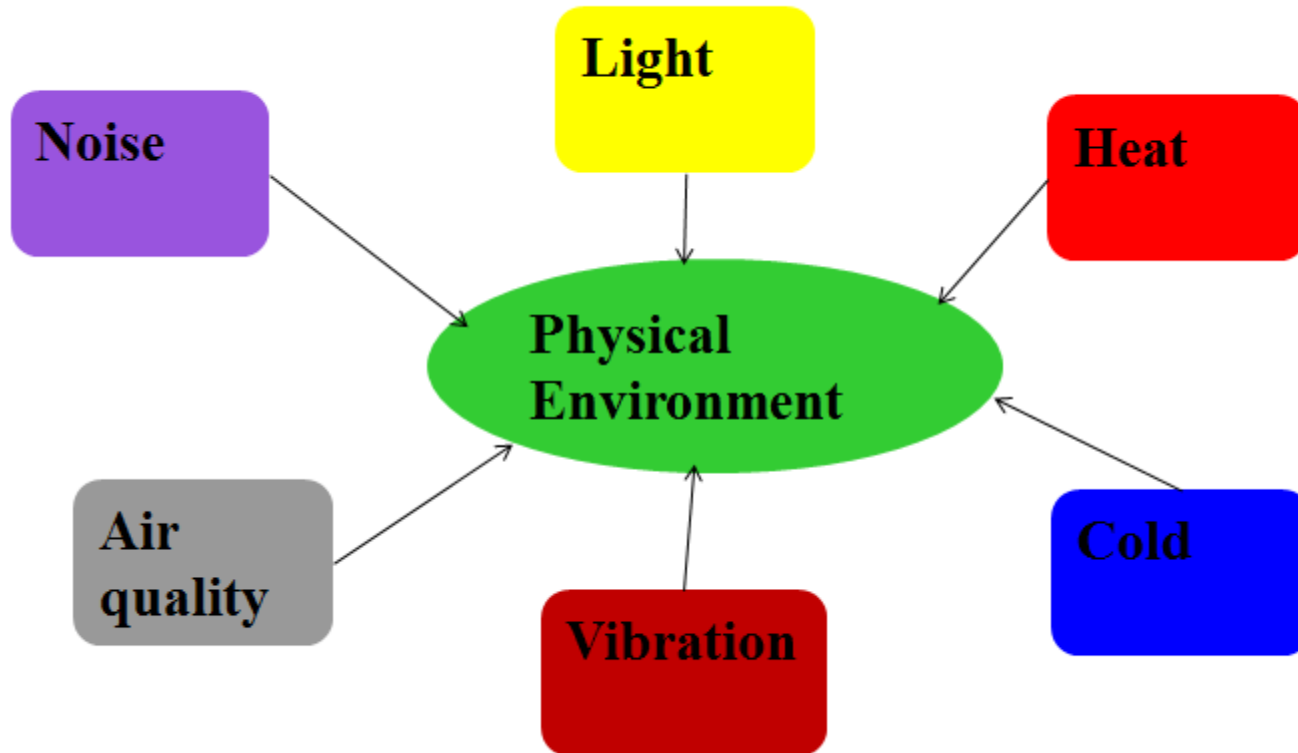 Light
Noise
Heat
Physical
Environment
Air
quality
Cold
Vibration